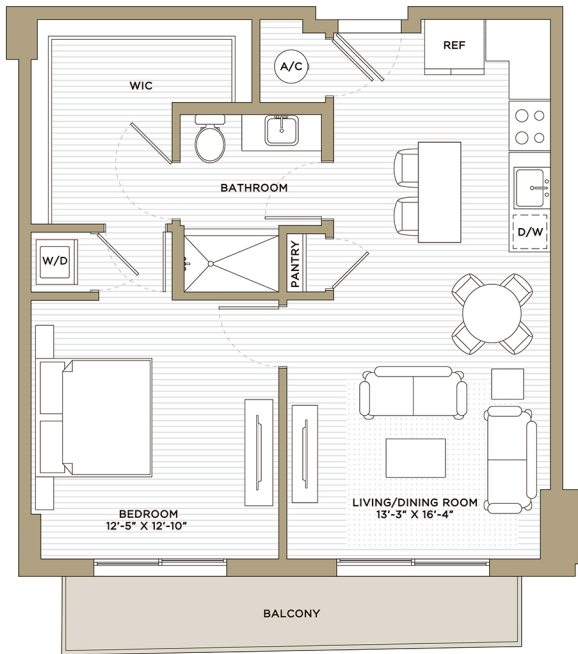 REF
A/C
WIC
BATHROOM
D/W
W/D
PANTRY
BEDROOM
12'-5" X 12'-10"
LIVING/DINING ROOM
13'-3" X 16'-4"
BALCONY